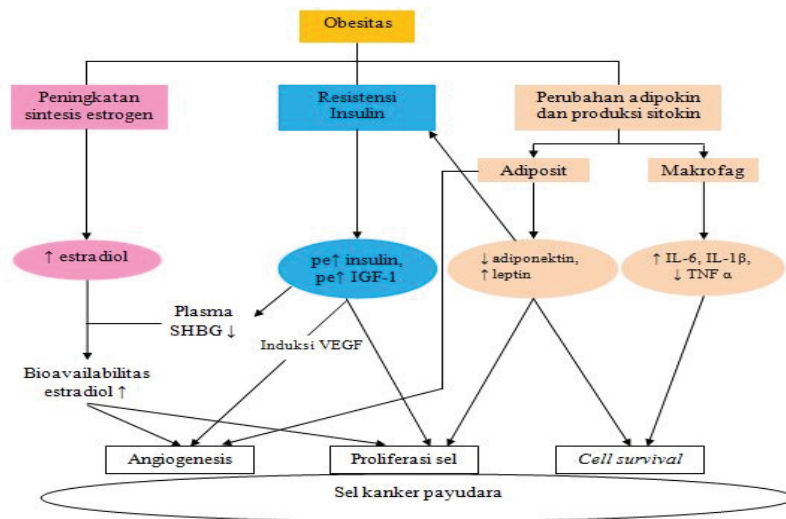 Obesitas
Peningkatan
sintesis estrogen
Resistensi
Insulin
Perubahan adipokin
dan produksi sitokin
Adiposit
Makrofag
↑ estradiol
pe↑ insulin,
pe↑ IGF-1
↓ adiponektin,
↑ leptin
↑ IL-6, IL-1β,
↓ TNF α
Plasma
SHBG ↓
Induksi VEGF
Bioavailabilitas
estradiol ↑
Angiogenesis
Proliferasi sel
Cell survival
Sel kanker payudara